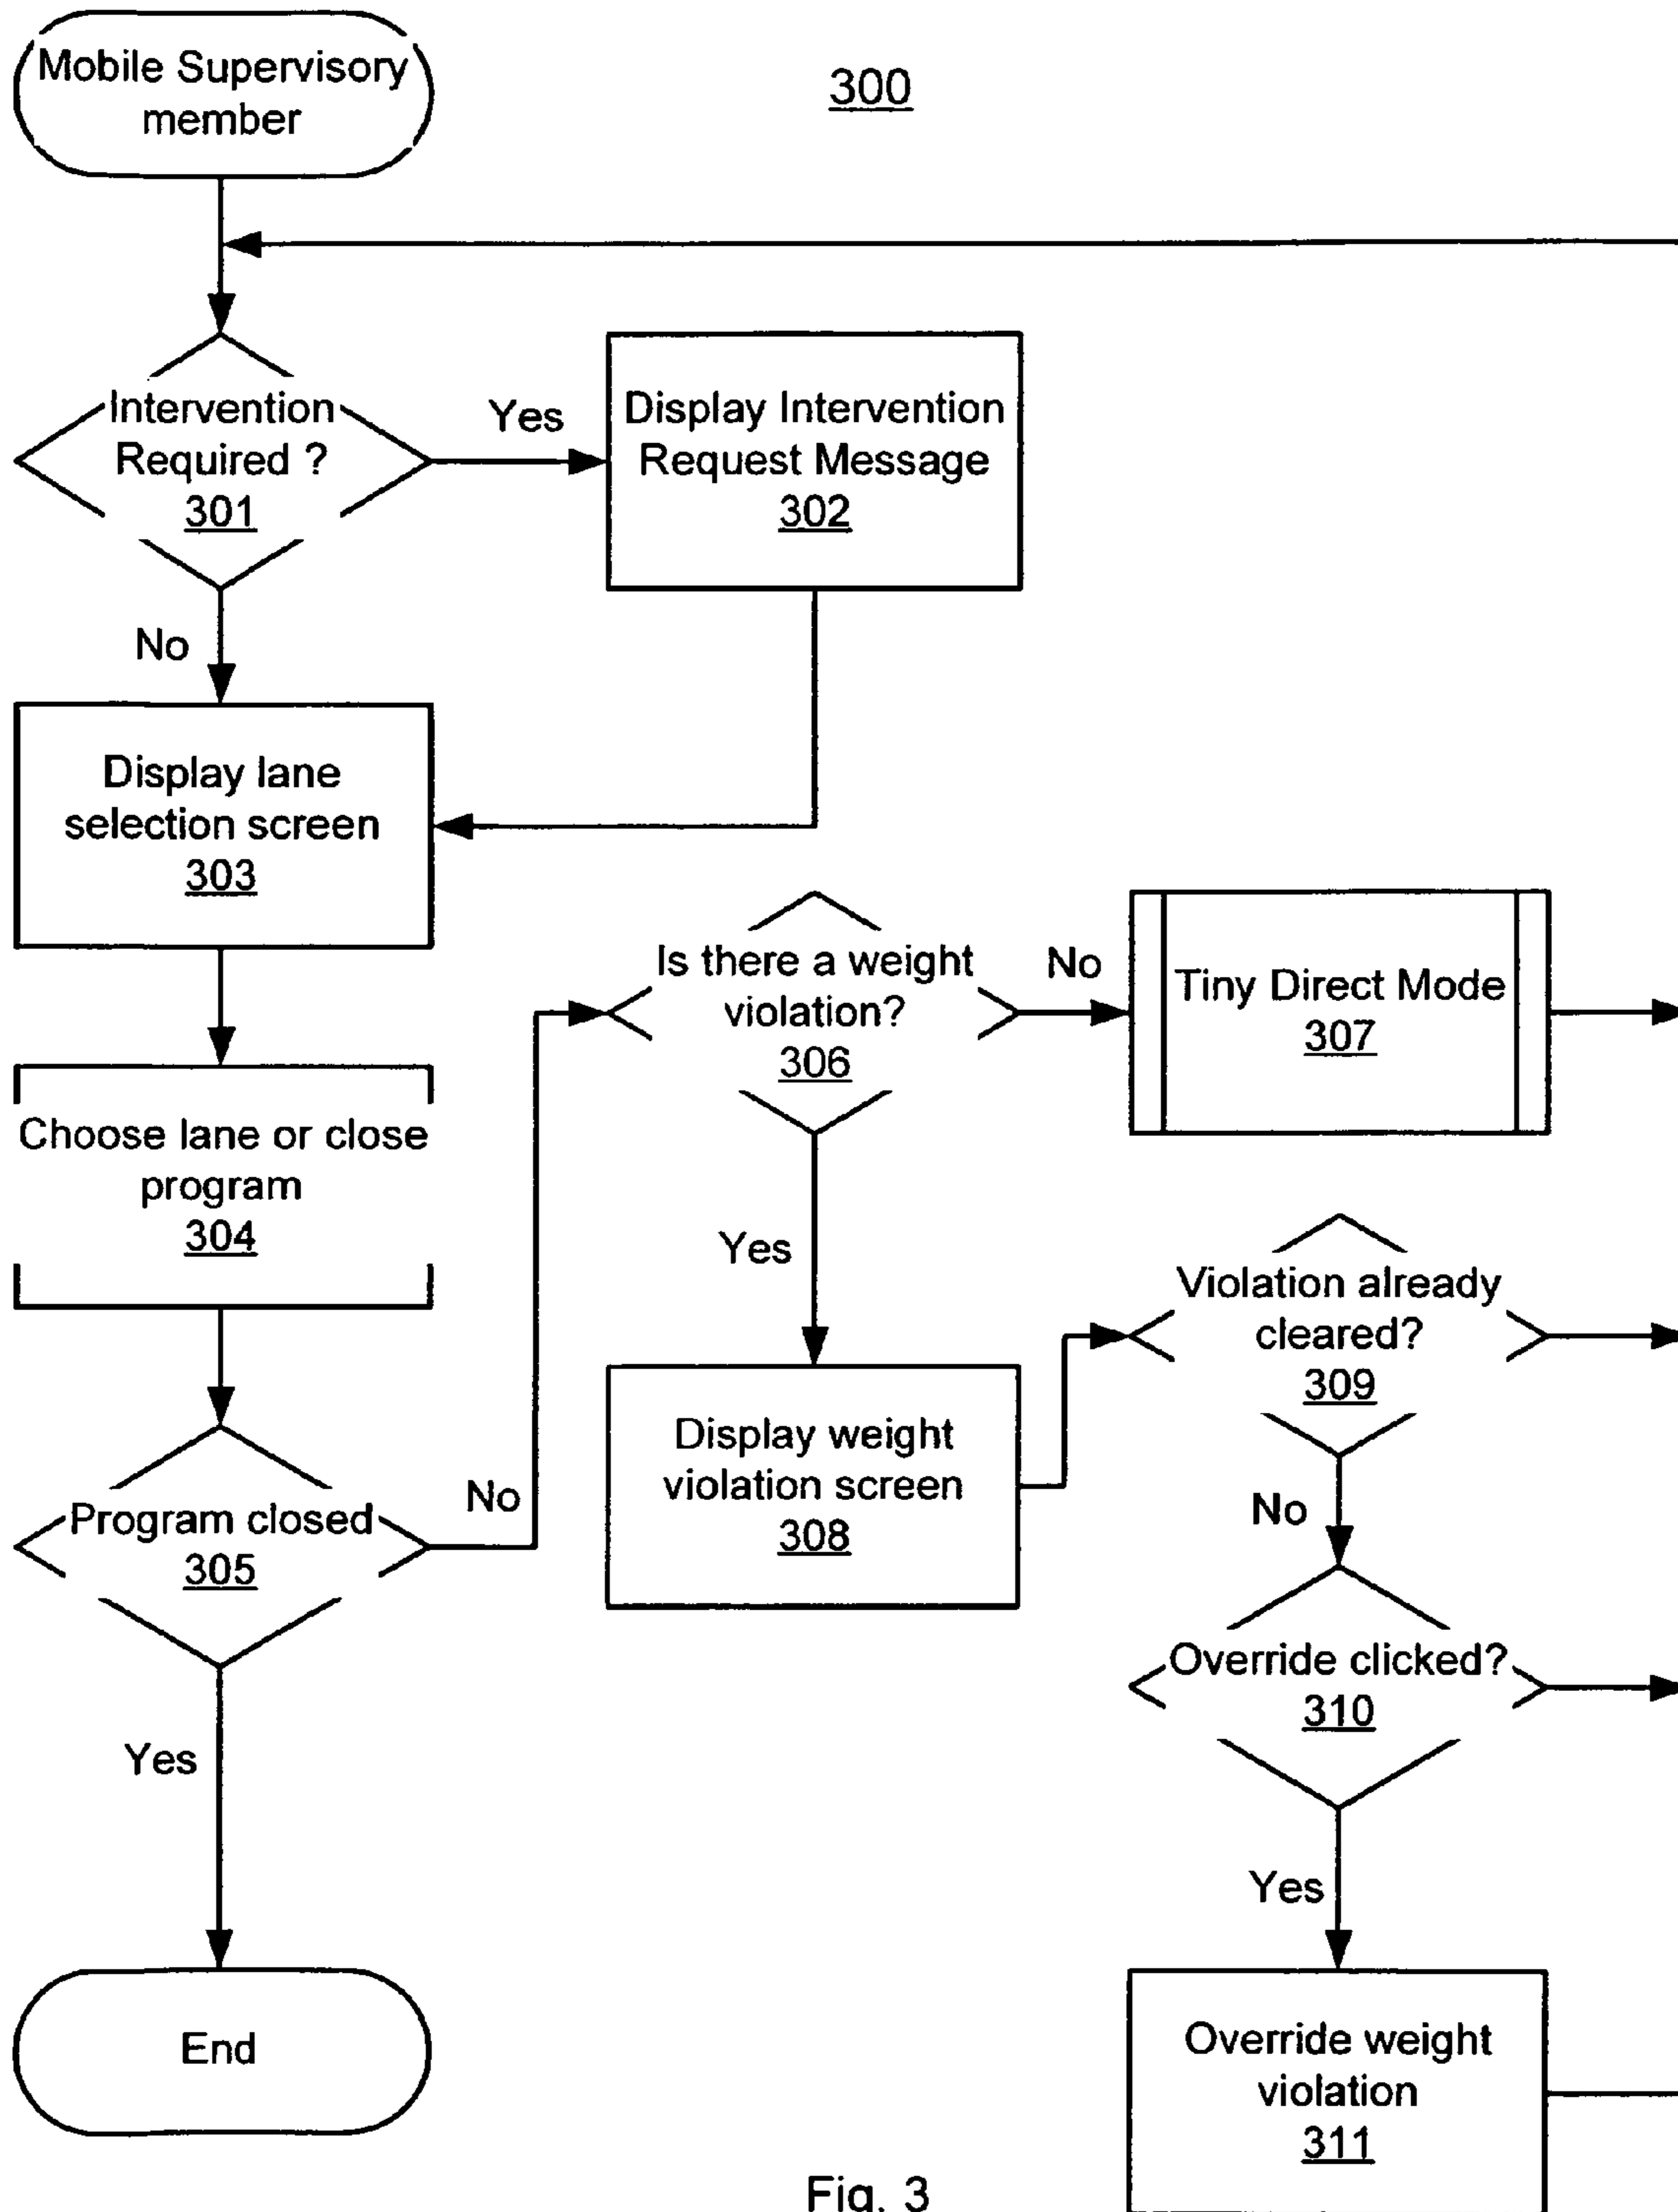 Mobile Supervisory
member
300
Intervention
Required ?
301
Yes
Display Intervention
Request Message
302
No
Display lane
selection screen
303
Choose lane or close
program
304
Program closed
305
No
Yes
End
Is there a weight
violation?
306
No
Tiny Direct Mode
307
Yes
Display weight
violation screen
308
Violation already
cleared?
309
No
Override clicked?
310
Yes
Override weight
violation
311
Fig. 3